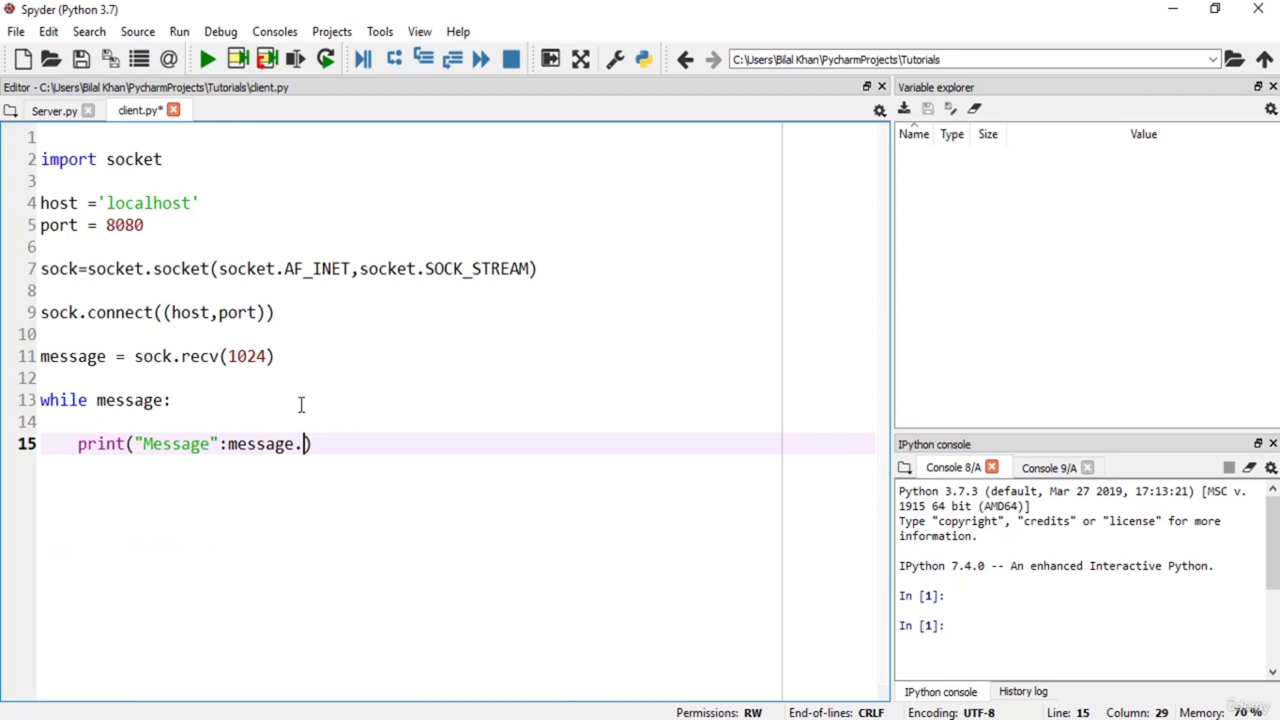 Spyder (Python 3.7)
File Edit Search Source Run Debug Consoles Projects Tools View Help
C:\Users\Bilal Khan\PycharmProjects\Tutorials
Editor - C:\Users\Bilal Khan\PycharmProjects\Tutorials\client.py
Variable explorer
Server.py client.py*
Name Type Size Value
1
2 import socket
3
4 host ='localhost'
5 port = 8080
6
7 sock=socket.socket(socket.AF_INET,socket.SOCK_STREAM)
8
9 sock.connect((host,port))
10
11 message = sock.recv(1024)
12
13 while message:
14
15 print("Message":message.)
IPython console
Console 8/A Console 9/A
Python 3.7.3 (default, Mar 27 2019, 17:13:21) [MSC v.
1915 64 bit (AMD64)]
Type "copyright", "credits" or "license" for more
information.
IPython 7.4.0 -- An enhanced Interactive Python.
In [1]:
In [1]:
IPython console History log
Permissions: RW End-of-lines: CRLF Encoding: UTF-8 Line: 15 Column: 29 Memory: 70 %